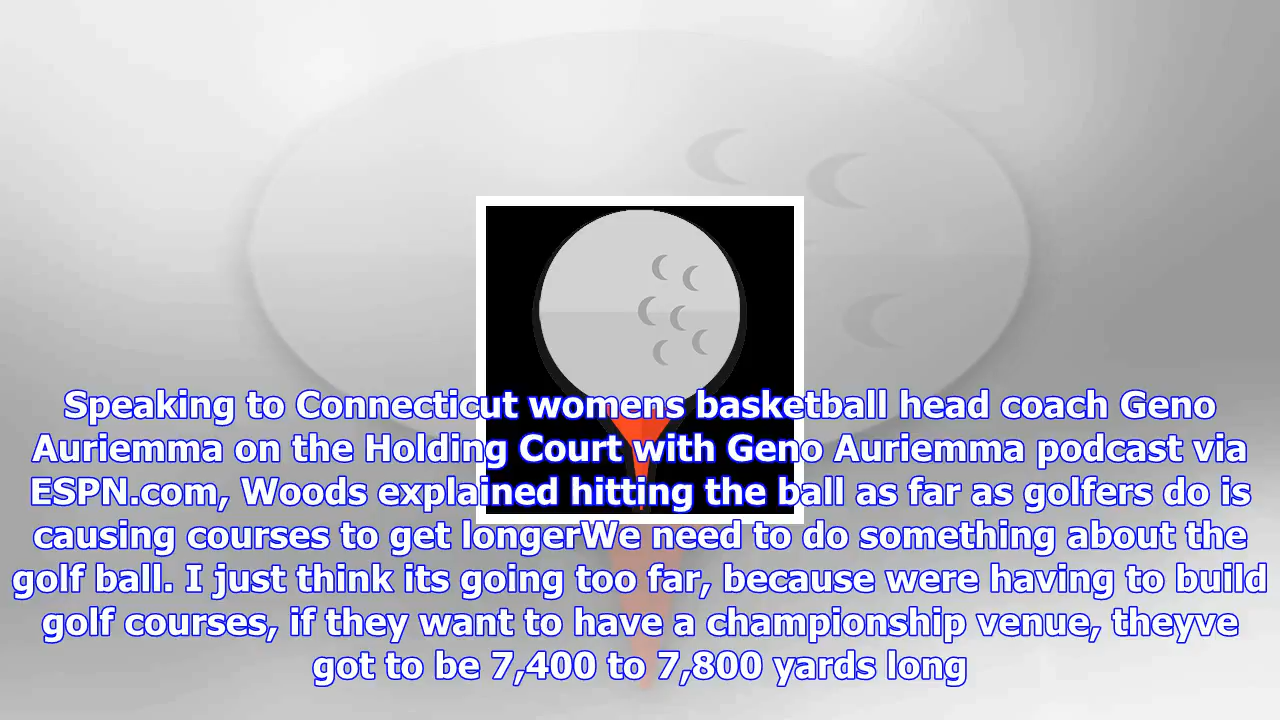 Speaking to Connecticut womens basketball head coach Geno
Auriemma on the Holding Court with Geno Auriemma podcast via
ESPN.com, Woods explained hitting the ball as far as golfers do is
causing courses to get longerWe need to do something about the
golf ball. I just think its going too far, because were having to build
golf courses, if they want to have a championship venue, theyve
got to be 7,400 to 7,800 yards long